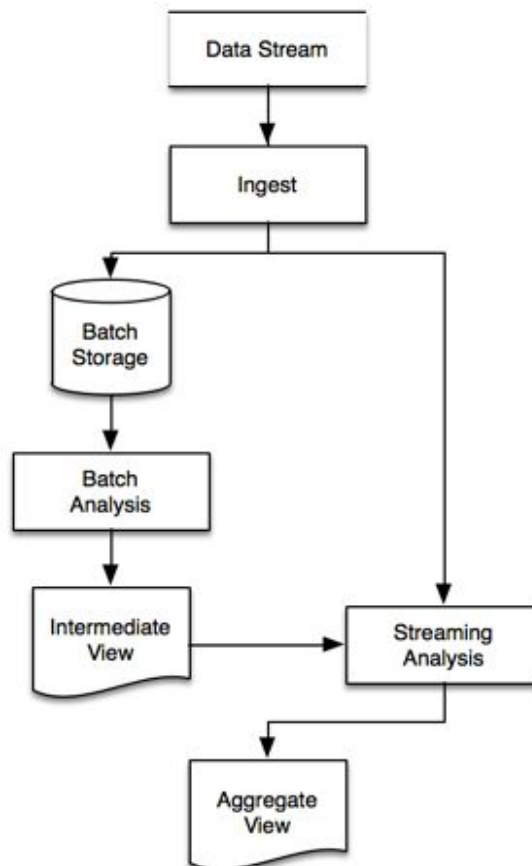 Data Stream
Ingest
Batch
Storage
Batch
Analysis
Intermediate
View
Streaming
Analysis
Aggregate
View